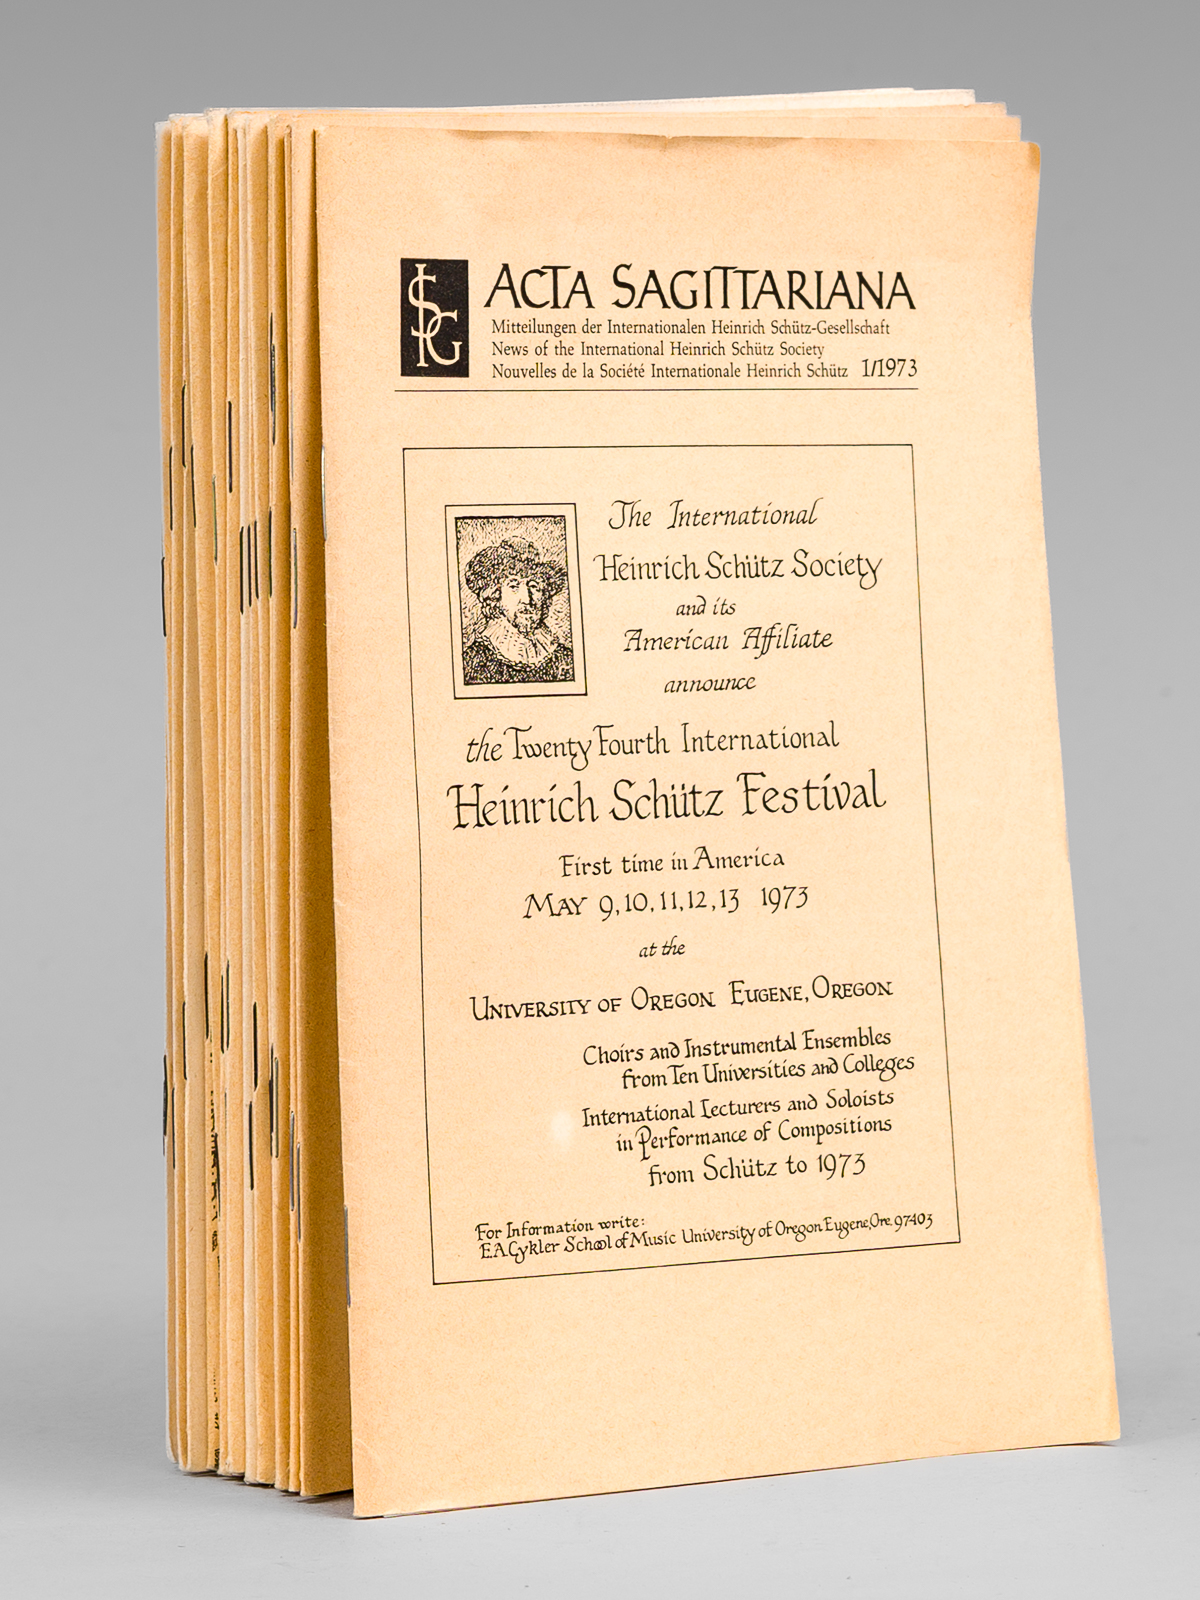 ISG
ACTA SAGITTARIANA
Mitteilungen der Internationalen Heinrich Schütz-Gesellschaft
News of the International Heinrich Schütz Society
Nouvelles de la Société Internationale Heinrich Schütz 1/1973
The International
Heinrich Schütz Society
and its
American Affiliate
announce
the Twenty Fourth International
Heinrich Schütz Festival
First time in America
MAY 9, 10, 11, 12, 13 1973
at the
UNIVERSITY OF OREGON EUGENE, OREGON
Choirs and Instrumental Ensembles
from Ten Universities and Colleges
International Lecturers and Soloists
in Performance of Compositions
from Schütz to 1973
For Information write:
E.A.Cykler School of Music University of Oregon Eugene, Ore. 97403